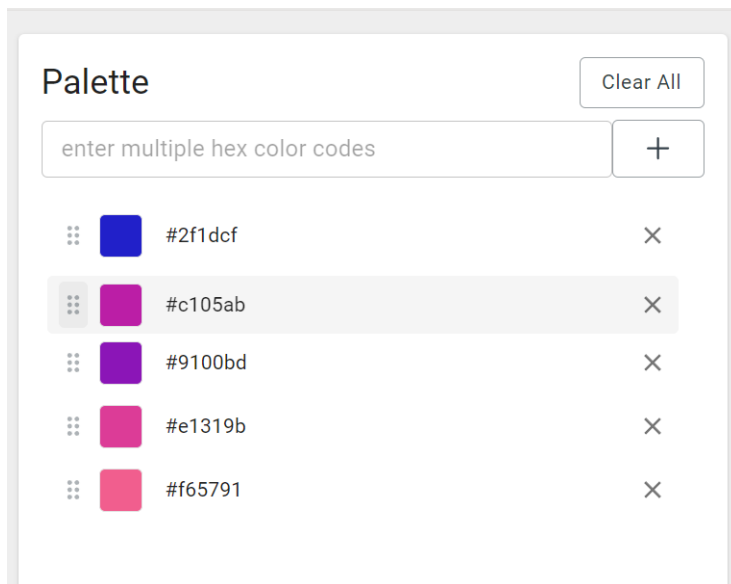 Palette
Clear All
enter multiple hex color codes
#2f1dcf
#c105ab
#9100bd
#e1319b
#f65791